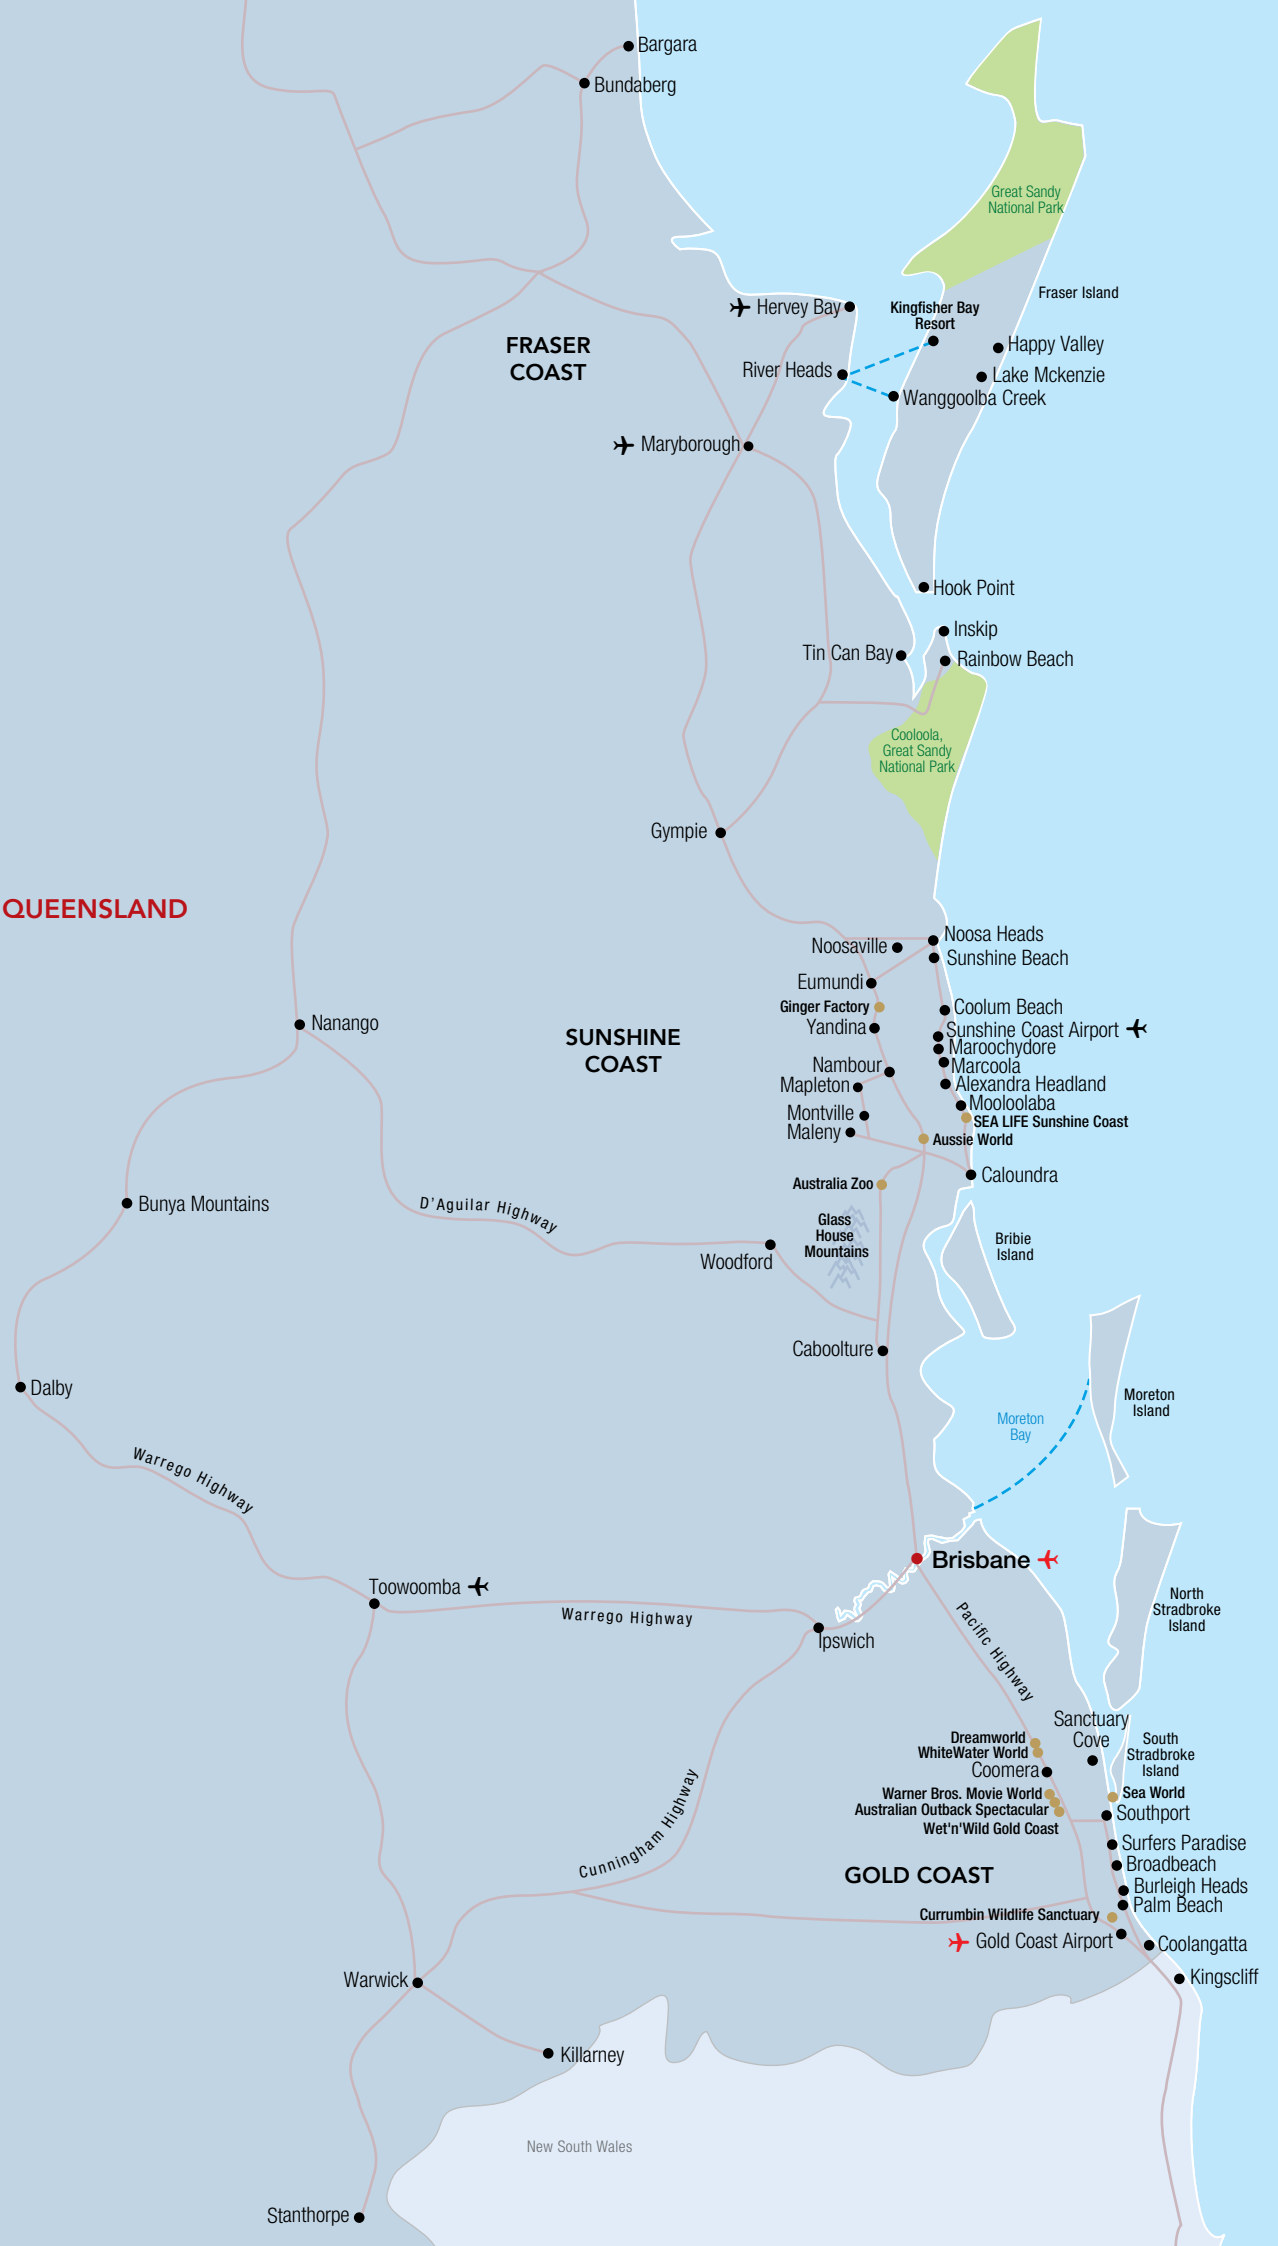 Bargara
Bundaberg
Great Sandy
National Park
Fraser Island
Hervey Bay
Kingfisher Bay
Resort
FRASER
COAST
Happy Valley
River Heads
Lake Mckenzie
Wanggoolba Creek
Maryborough
Hook Point
Inskip
Tin Can Bay
Rainbow Beach
Cooloola,
Great Sandy
National Park
Gympie
QUEENSLAND
Noosa Heads
Noosaville
Sunshine Beach
Eumundi
Ginger Factory
Coolum Beach
Nanango
Yandina
Sunshine Coast Airport
SUNSHINE
COAST
Maroochydore
Nambour
Marcoola
Mapleton
Alexandra Headland
Mooloolaba
Montville
SEA LIFE Sunshine Coast
Maleny
Aussie World
Caloundra
Australia Zoo
Bunya Mountains
D'Aguilar Highway
Glass
House
Mountains
Bribie
Island
Woodford
Caboolture
Dalby
Moreton
Island
Moreton
Bay
Warrego Highway
Brisbane
Toowoomba
Warrego Highway
North
Stradbroke
Island
Pacific Highway
Ipswich
Sanctuary
Cove
Dreamworld
WhiteWater World
South
Stradbroke
Island
Coomera
Warner Bros. Movie World
Sea World
Australian Outback Spectacular
Southport
Wet'n'Wild Gold Coast
Cunningham Highway
Surfers Paradise
Broadbeach
GOLD COAST
Burleigh Heads
Palm Beach
Currumbin Wildlife Sanctuary
Gold Coast Airport
Coolangatta
Warwick
Kingscliff
Killarney
New South Wales
Stanthorpe